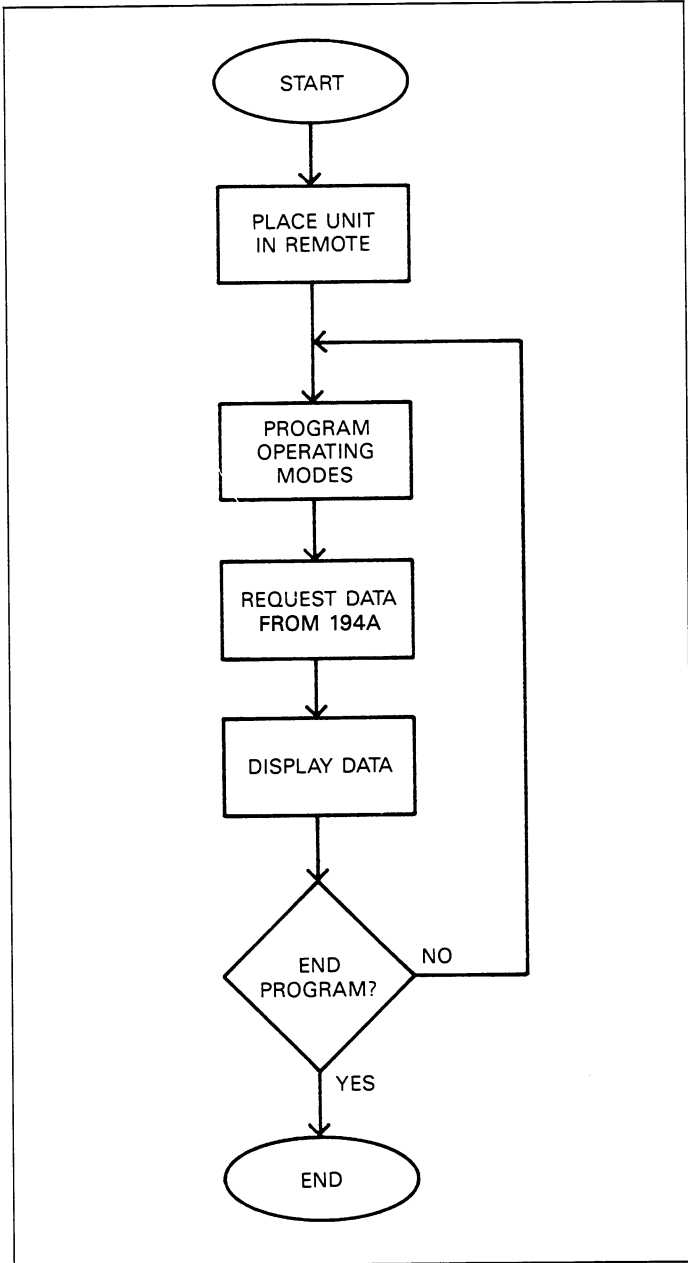 START
PLACE UNIT
IN REMOTE
PROGRAM
OPERATING
MODES
REQUEST DATA
FROM 194A
DISPLAY DATA
END
PROGRAM?
NO
YES
END